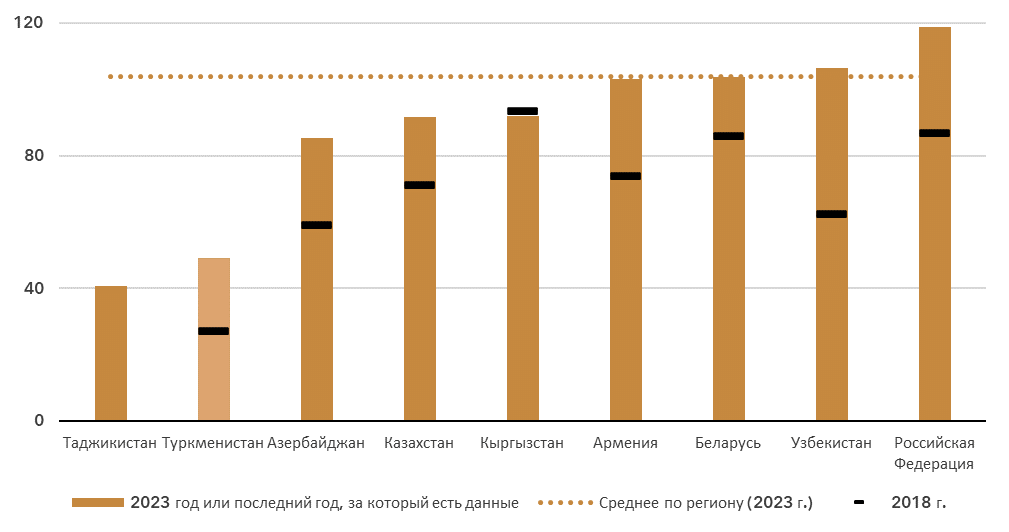 120
80
40
0
Таджикистан Туркменистан Азербайджан Казахстан Кыргызстан Армения Беларусь Узбекистан Российская
Федерация
2023 год или последний год, за который есть данные Среднее по региону (2023 г.) 2018 г.